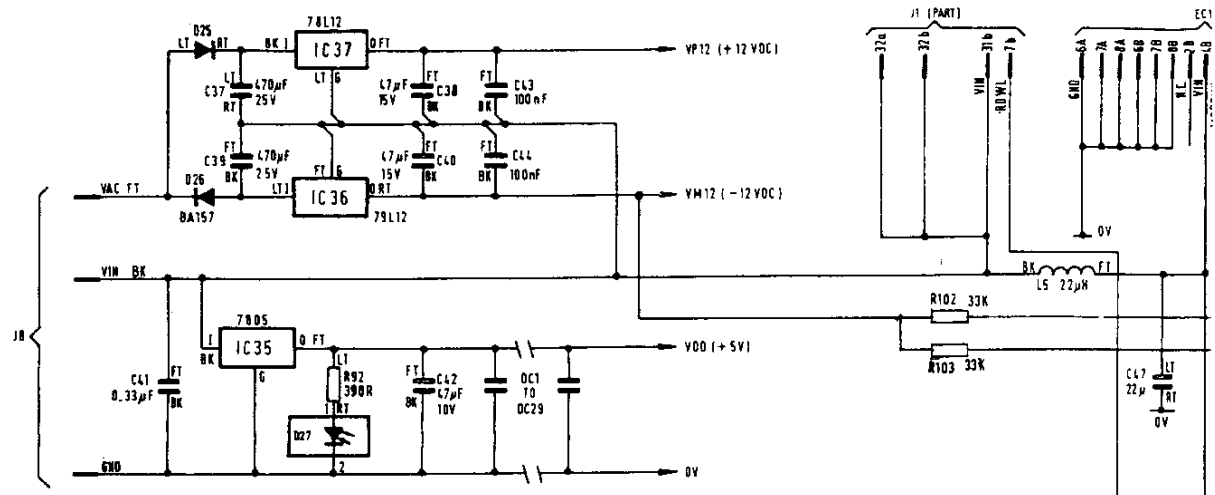 78L12
D25
LT RT BK I IC37 O FT VP12 (+12 VDC)
LT G
LT
C37 470µF 25V
RT
FT
47µF 15V C38
BK
FT
C43 100nF
BK
FT
C39 470µF 25V
BK
FT G
FT
47µF 15V C40
BK
FT
C44 100nF
BK
D26
VAC FT LT I IC36 O RT VM12 (-12 VDC)
BA157
79L12
J8
VIN BK
7805
I IC35 O FT VDD (+5V)
BK
G
FT
C41 0.33µF
BK
LT
R92 390R
1 RT
D27
2
FT
C42 47µF 10V
BK
DC1 TO DC29
GND 0V
J1 (PART)
32a 32b 31b 7b
VIN RDWL
EC1
6A 7A 8A 6B 7B 8B 2B 4B
GND N.C VIN
0V
BK FT
L5 22µH
R102 33K
R103 33K
LT
C47 22µ
RT
0V